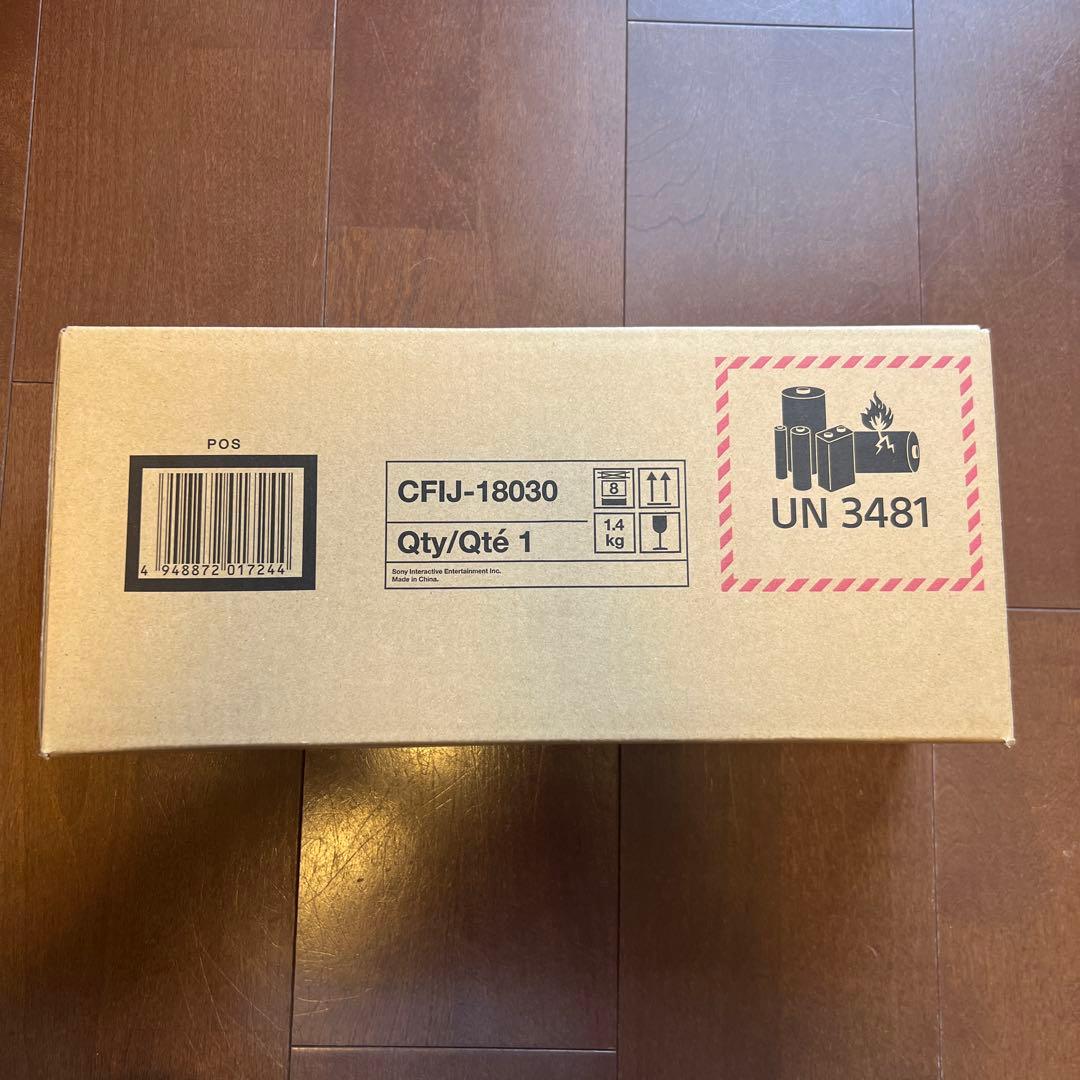 POS
4 948872 017244
CFIJ-18030
Qty/Qté 1
8
1.4
kg
Sony Interactive Entertainment Inc.
Made in China.
UN 3481